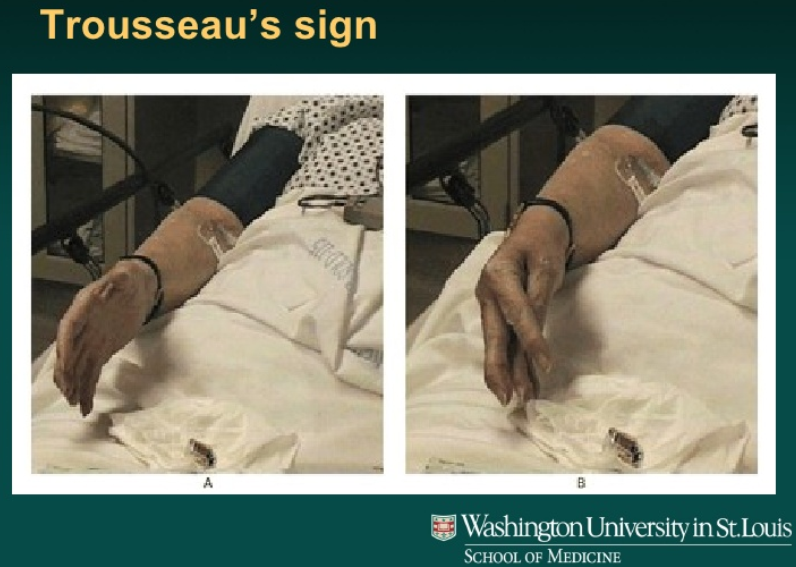 Trousseau's sign
A
B
Washington University in St. Louis
SCHOOL OF MEDICINE